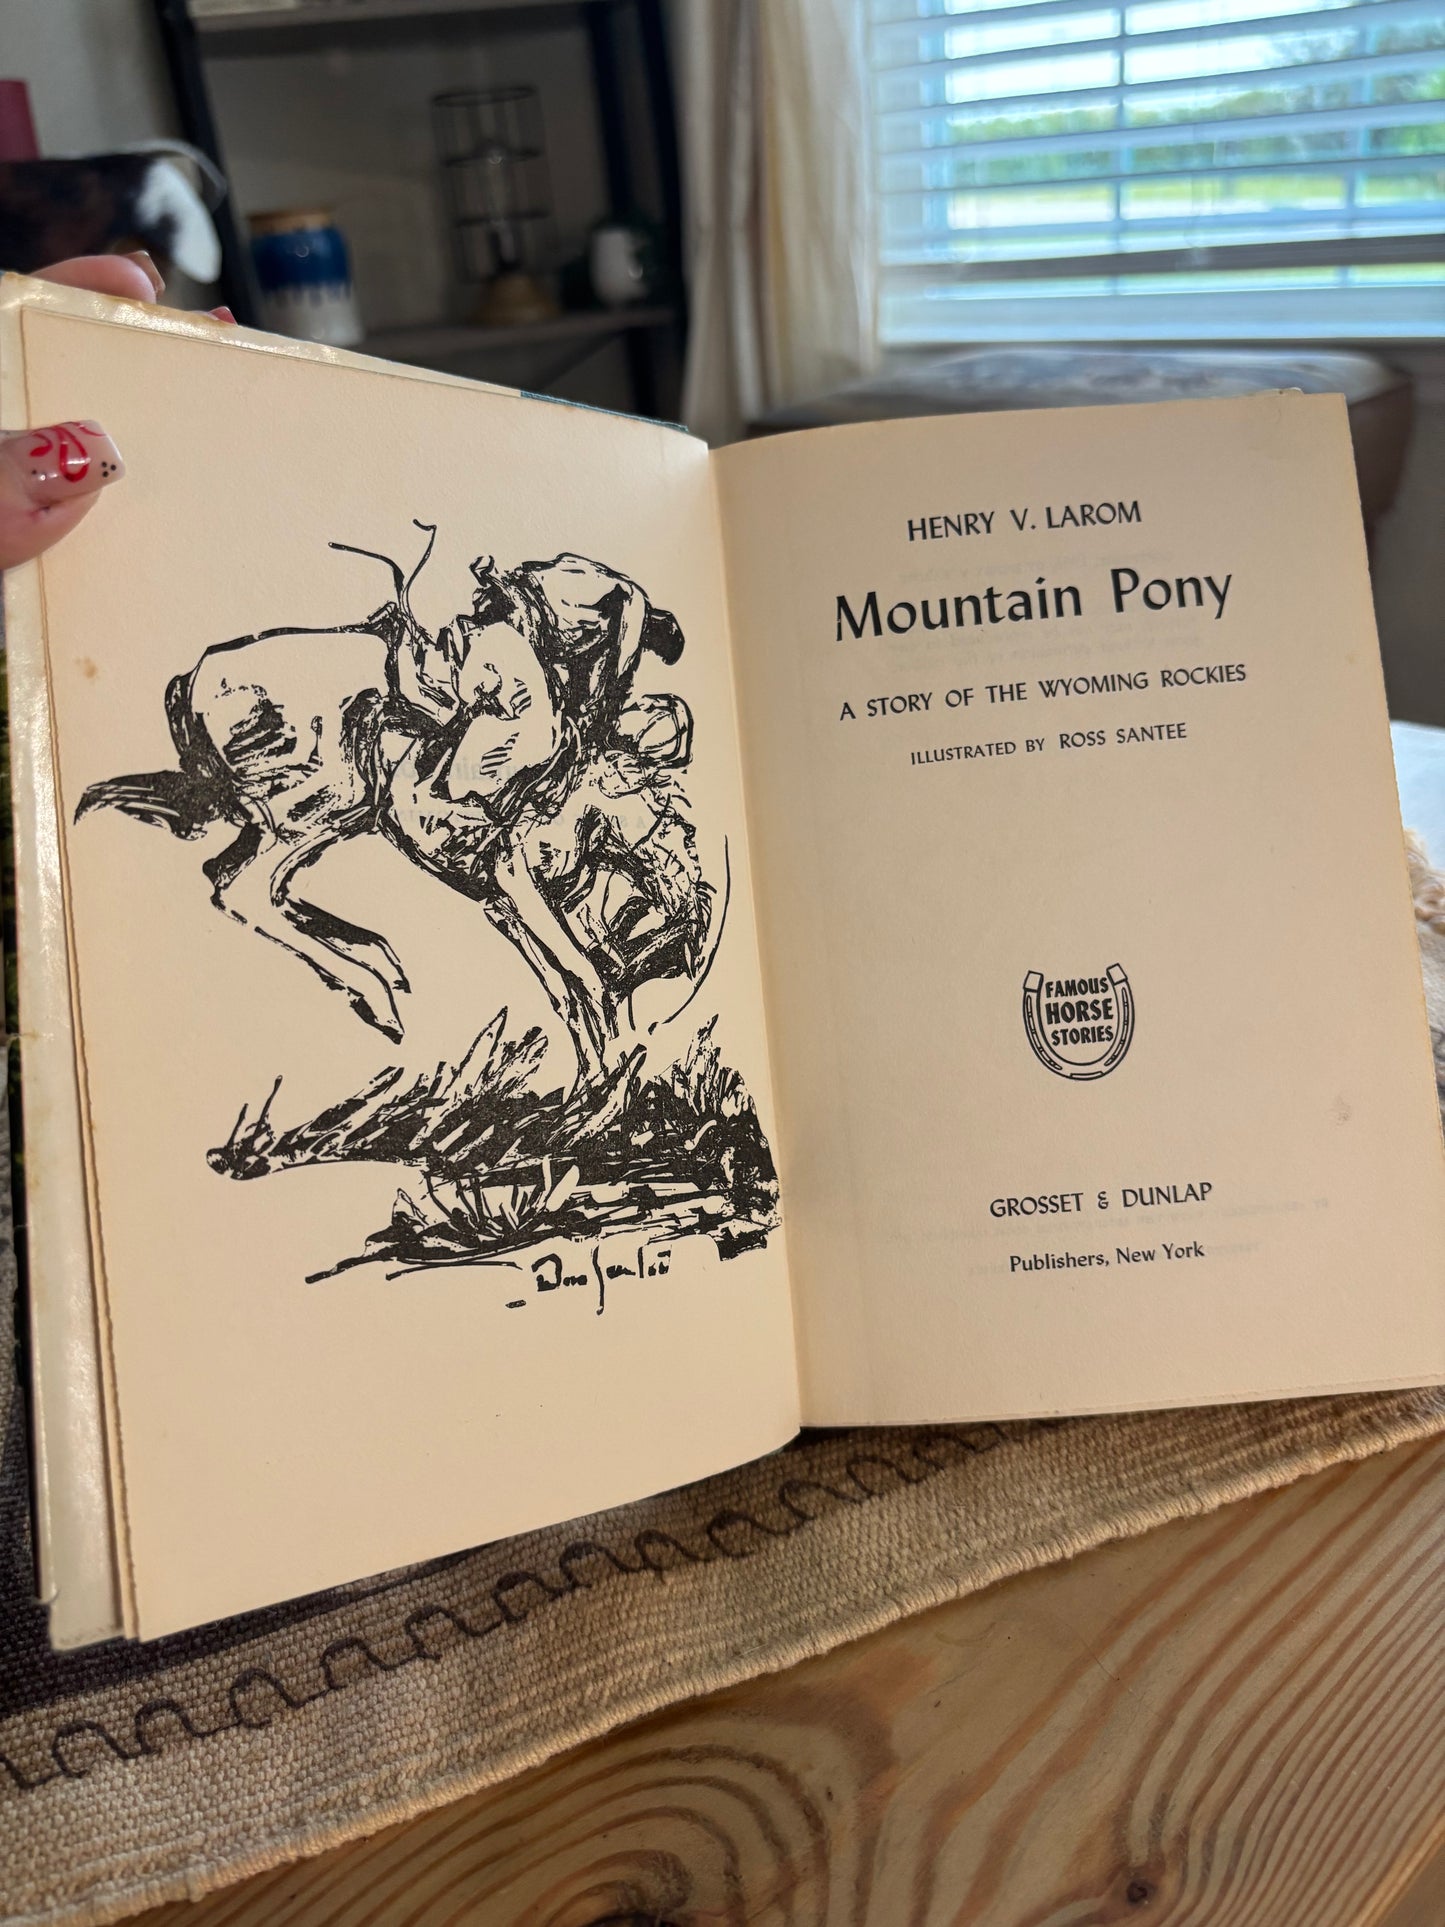 HENRY V. LAROM
Mountain Pony
A STORY OF THE WYOMING ROCKIES
ILLUSTRATED BY ROSS SANTEE
FAMOUS
HORSE
STORIES
GROSSET & DUNLAP
Publishers, New York